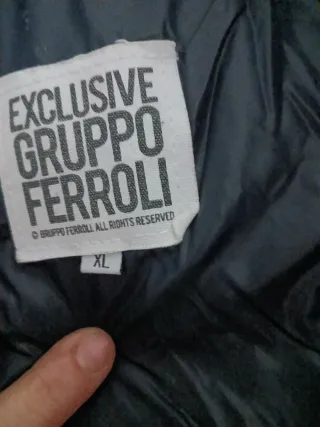 EXCLUSIVE
GRUPPO
FERROLI
© GRUPPO FERROLI ALL RIGHTS RESERVED
XL